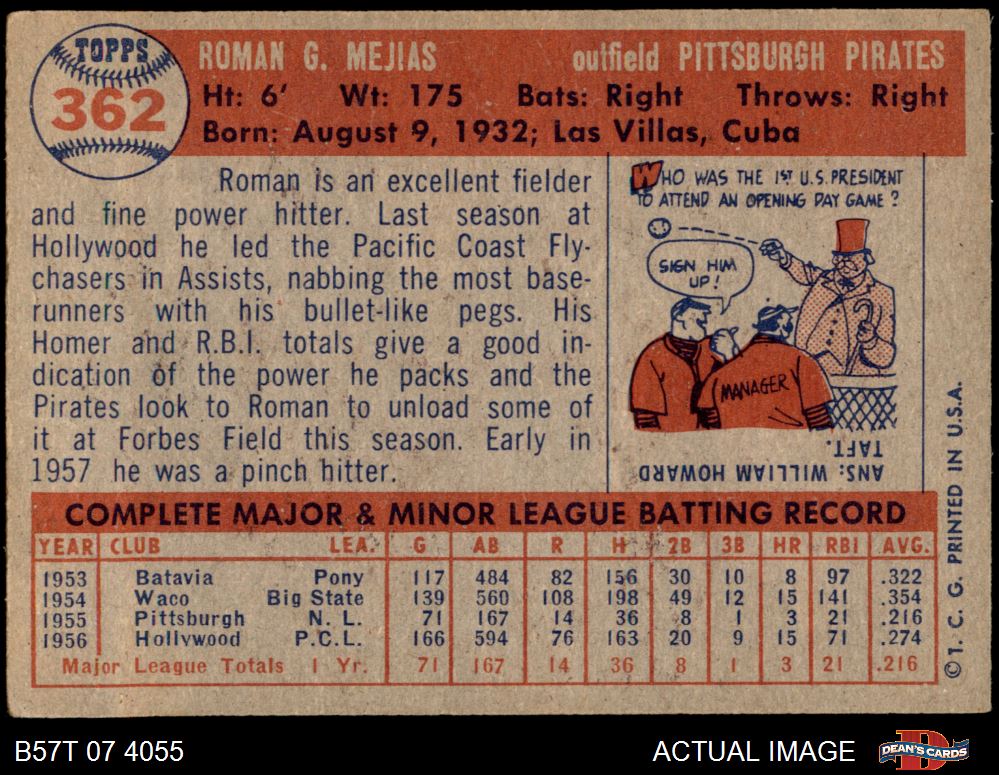 TOPPS
362
ROMAN G. MEJIAS outfield PITTSBURGH PIRATES
Ht: 6' Wt: 175 Bats: Right Throws: Right
Born: August 9, 1932; Las Villas, Cuba
Roman is an excellent fielder
and fine power hitter. Last season at
Hollywood he led the Pacific Coast Fly-
chasers in Assists, nabbing the most base-
runners with his bullet-like pegs. His
Homer and R.B.I. totals give a good in-
dication of the power he packs and the
Pirates look to Roman to unload some of
it at Forbes Field this season. Early in
1957 he was a pinch hitter.
WHO WAS THE 1ST U.S. PRESIDENT
TO ATTEND AN OPENING DAY GAME?
SIGN HIM
UP!
MANAGER
ANS: WILLIAM HOWARD
TAFT.
COMPLETE MAJOR & MINOR LEAGUE BATTING RECORD
YEAR CLUB LEA. G AB R H 2B 3B HR RBI AVG.
1953 Batavia Pony 117 484 82 156 30 10 8 97 .322
1954 Waco Big State 139 560 108 198 49 12 15 141 .354
1955 Pittsburgh N. L. 71 167 14 36 8 1 3 21 .216
1956 Hollywood P.C.L. 166 594 76 163 20 9 15 71 .274
Major League Totals 1 Yr. 71 167 14 36 8 1 3 21 .216
© T. C. G. PRINTED IN U.S.A.
B57T 07 4055 ACTUAL IMAGE DEAN'S CARDS